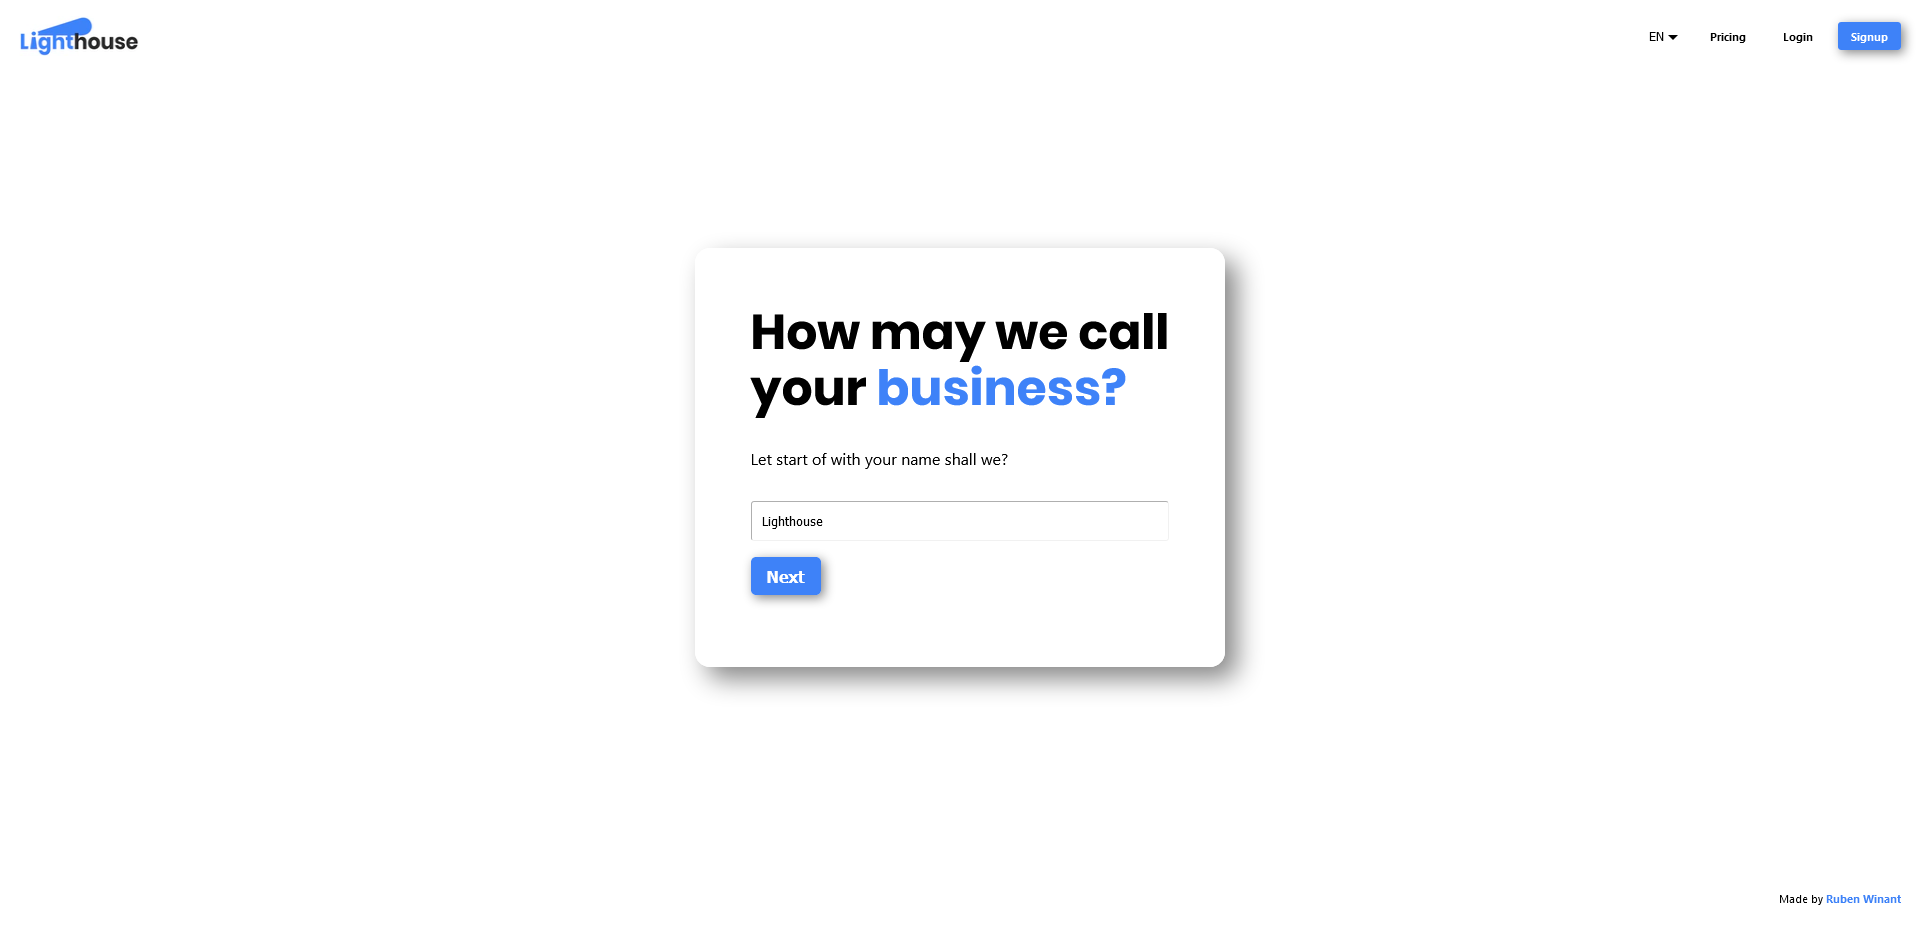 Lighthouse
EN
Pricing
Login
Signup
How may we call
your business?
Let start of with your name shall we?
Lighthouse
Next
Made by Ruben Winant